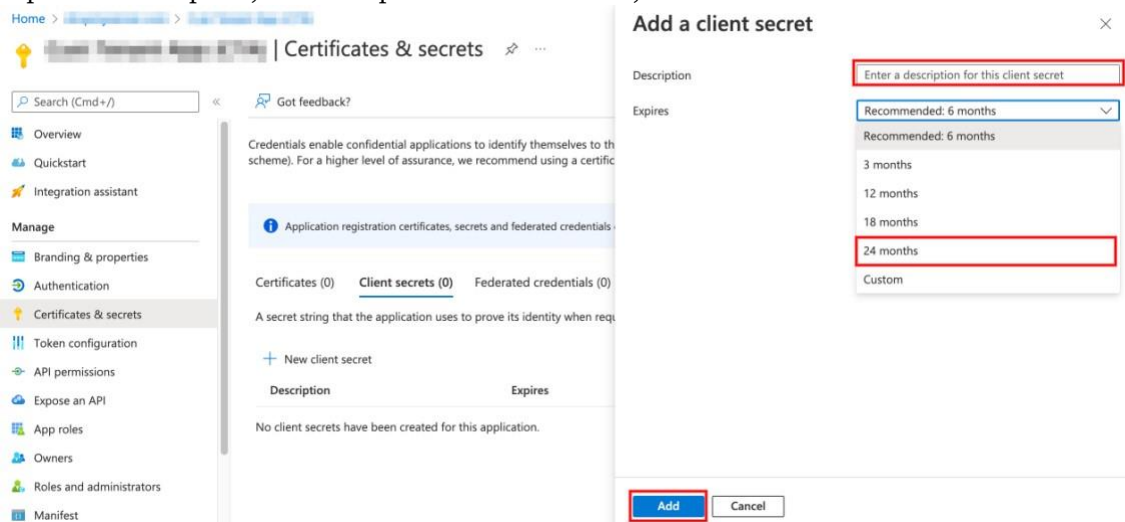 Home > >
| Certificates & secrets
Search (Cmd+/)
Overview
Quickstart
Integration assistant
Manage
Branding & properties
Authentication
Certificates & secrets
Token configuration
API permissions
Expose an API
App roles
Owners
Roles and administrators
Manifest
Got feedback?
Credentials enable confidential applications to identify themselves to th
scheme). For a higher level of assurance, we recommend using a certific
Application registration certificates, secrets and federated credentials
Certificates (0) Client secrets (0) Federated credentials (0)
A secret string that the application uses to prove its identity when requ
New client secret
Description Expires
No client secrets have been created for this application.
Add a client secret
Description Enter a description for this client secret
Expires Recommended: 6 months
Recommended: 6 months
3 months
12 months
18 months
24 months
Custom
Add Cancel